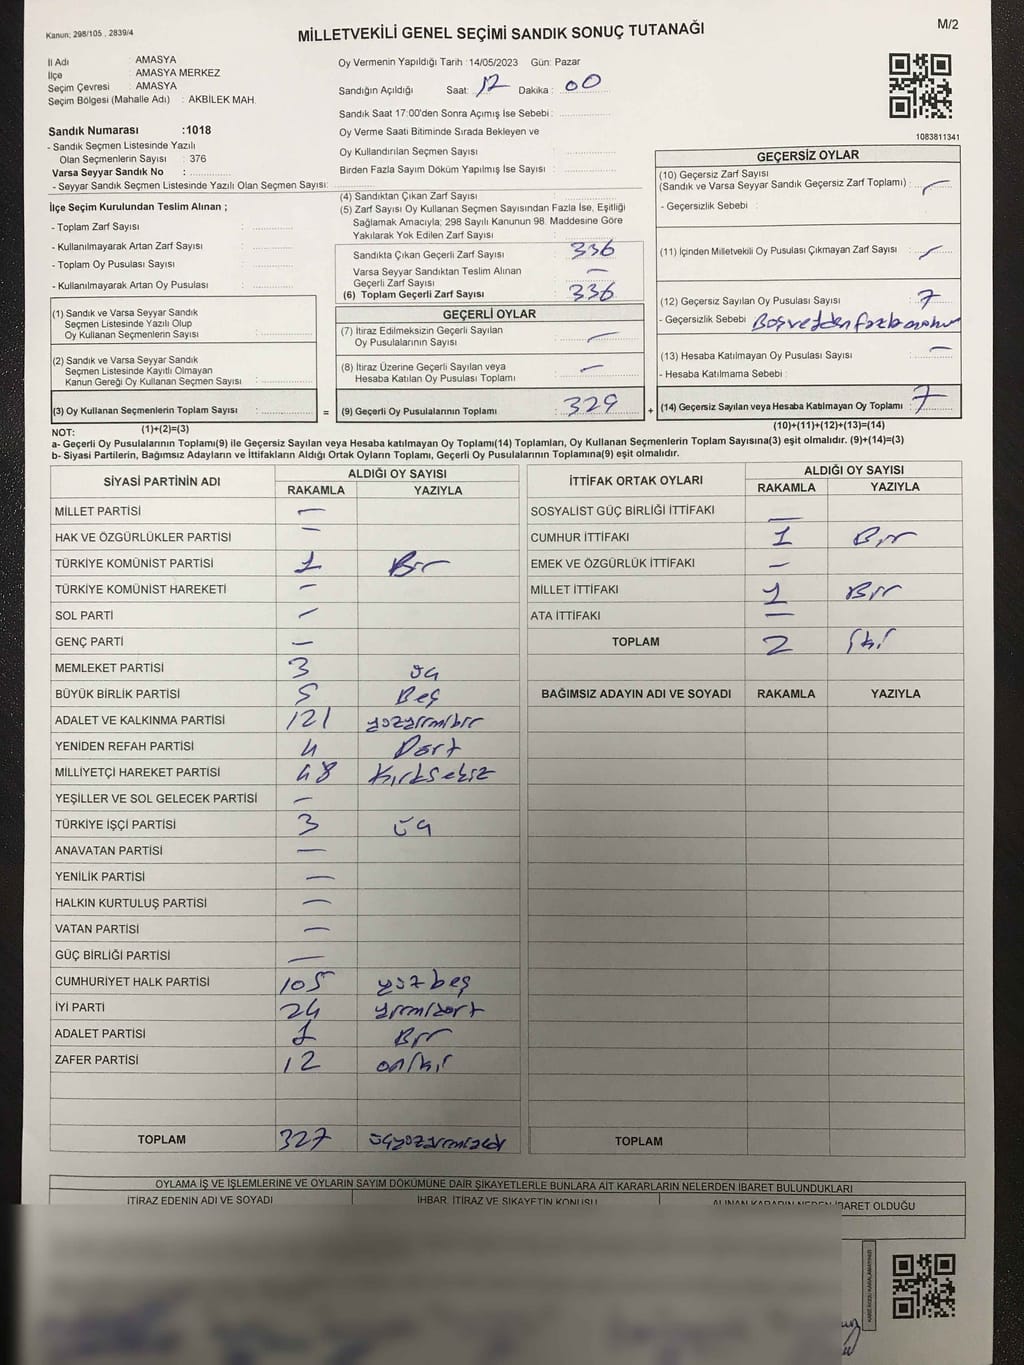 Kanun; 298/105 , 2839/4
MİLLETVEKİLİ GENEL SEÇİMİ SANDIK SONUÇ TUTANAĞI
M/2
İl Adı : AMASYA
İlçe : AMASYA MERKEZ
Seçim Çevresi : AMASYA
Seçim Bölgesi (Mahalle Adı) : AKBİLEK MAH.
Sandık Numarası :1018
- Sandık Seçmen Listesinde Yazılı
Olan Seçmenlerin Sayısı : 376
Varsa Seyyar Sandık No :
- Seyyar Sandık Seçmen Listesinde Yazılı Olan Seçmen Sayısı:
Oy Vermenin Yapıldığı Tarih :14/05/2023 Gün: Pazar
Sandığın Açıldığı Saat: 17 Dakika : 00
Sandık Saat 17:00'den Sonra Açımış İse Sebebi :
Oy Verme Saati Bitiminde Sırada Bekleyen ve
Oy Kullandırılan Seçmen Sayısı :
Birden Fazla Sayım Döküm Yapılmış İse Sayısı :
1083811341
İlçe Seçim Kurulundan Teslim Alınan ;
- Toplam Zarf Sayısı :
- Kullanılmayarak Artan Zarf Sayısı :
- Toplam Oy Pusulası Sayısı :
- Kullanılmayarak Artan Oy Pusulası :
(4) Sandıktan Çıkan Zarf Sayısı :
(5) Zarf Sayısı Oy Kullanan Seçmen Sayısından Fazla İse, Eşitliği
Sağlamak Amacıyla; 298 Sayılı Kanunun 98. Maddesine Göre
Yakılarak Yok Edilen Zarf Sayısı :
Sandıkta Çıkan Geçerli Zarf Sayısı : 336
Varsa Seyyar Sandıktan Teslim Alınan
Geçerli Zarf Sayısı : —
(6) Toplam Geçerli Zarf Sayısı : 336
GEÇERSİZ OYLAR
(10) Geçersiz Zarf Sayısı
(Sandık ve Varsa Seyyar Sandık Geçersiz Zarf Toplamı) : —
- Geçersizlik Sebebi :
(11) İçinden Milletvekili Oy Pusulası Çıkmayan Zarf Sayısı : —
(12) Geçersiz Sayılan Oy Pusulası Sayısı : 7
- Geçersizlik Sebebi : Boş
(13) Hesaba Katılmayan Oy Pusulası Sayısı : —
- Hesaba Katılmama Sebebi :
(14) Geçersiz Sayılan veya Hesaba Katılmayan Oy Toplamı : 7
(10)+(11)+(12)+(13)=(14)
(1) Sandık ve Varsa Seyyar Sandık
Seçmen Listesinde Yazılı Olup
Oy Kullanan Seçmenlerin Sayısı :
(2) Sandık ve Varsa Seyyar Sandık
Seçmen Listesinde Kayıtlı Olmayan
Kanun Gereği Oy Kullanan Seçmen Sayısı :
(3) Oy Kullanan Seçmenlerin Toplam Sayısı : =
(1)+(2)=(3)
GEÇERLİ OYLAR
(7) İtiraz Edilmeksizin Geçerli Sayılan
Oy Pusulalarının Sayısı : —
(8) İtiraz Üzerine Geçerli Sayılan veya
Hesaba Katılan Oy Pusulası Toplamı : —
(9) Geçerli Oy Pusulalarının Toplamı : 329 +
NOT:
a- Geçerli Oy Pusulalarının Toplamı(9) ile Geçersiz Sayılan veya Hesaba katılmayan Oy Toplamı(14) Toplamları, Oy Kullanan Seçmenlerin Toplam Sayısına(3) eşit olmalıdır. (9)+(14)=(3)
b- Siyasi Partilerin, Bağımsız Adayların ve İttifakların Aldığı Ortak Oyların Toplamı, Geçerli Oy Pusulalarının Toplamına(9) eşit olmalıdır.
SİYASİ PARTİNİN ADI ALDIĞI OY SAYISI
RAKAMLA YAZIYLA
MİLLET PARTİSİ —
HAK VE ÖZGÜRLÜKLER PARTİSİ —
TÜRKİYE KOMÜNİST PARTİSİ 1 Bir
TÜRKİYE KOMÜNİST HAREKETİ —
SOL PARTİ —
GENÇ PARTİ —
MEMLEKET PARTİSİ 3 üç
BÜYÜK BİRLİK PARTİSİ 5 Beş
ADALET VE KALKINMA PARTİSİ 121 yüzyirmibir
YENİDEN REFAH PARTİSİ 4 Dört
MİLLİYETÇİ HAREKET PARTİSİ 48 Kırksekiz
YEŞİLLER VE SOL GELECEK PARTİSİ —
TÜRKİYE İŞÇİ PARTİSİ 3 üç
ANAVATAN PARTİSİ —
YENİLİK PARTİSİ —
HALKIN KURTULUŞ PARTİSİ —
VATAN PARTİSİ —
GÜÇ BİRLİĞİ PARTİSİ —
CUMHURİYET HALK PARTİSİ 105 yüzbeş
İYİ PARTİ 24 yirmidört
ADALET PARTİSİ 1 Bir
ZAFER PARTİSİ 12 oniki
TOPLAM 327 üçyüzyirmiyedi
İTTİFAK ORTAK OYLARI ALDIĞI OY SAYISI
RAKAMLA YAZIYLA
SOSYALİST GÜÇ BİRLİĞİ İTTİFAKI —
CUMHUR İTTİFAKI 1 Bir
EMEK VE ÖZGÜRLÜK İTTİFAKI —
MİLLET İTTİFAKI 1 Bir
ATA İTTİFAKI —
TOPLAM 2 İki
BAĞIMSIZ ADAYIN ADI VE SOYADI RAKAMLA YAZIYLA
TOPLAM
OYLAMA İŞ VE İŞLEMLERİNE VE OYLARIN SAYIM DÖKÜMÜNE DAİR ŞİKAYETLERLE BUNLARA AİT KARARLARIN NELERDEN İBARET BULUNDUKLARI
İTİRAZ EDENİN ADI VE SOYADI İHBAR, İTİRAZ VE ŞİKAYETİN KONUSU ALINAN KARARIN NEDEN İBARET OLDUĞU